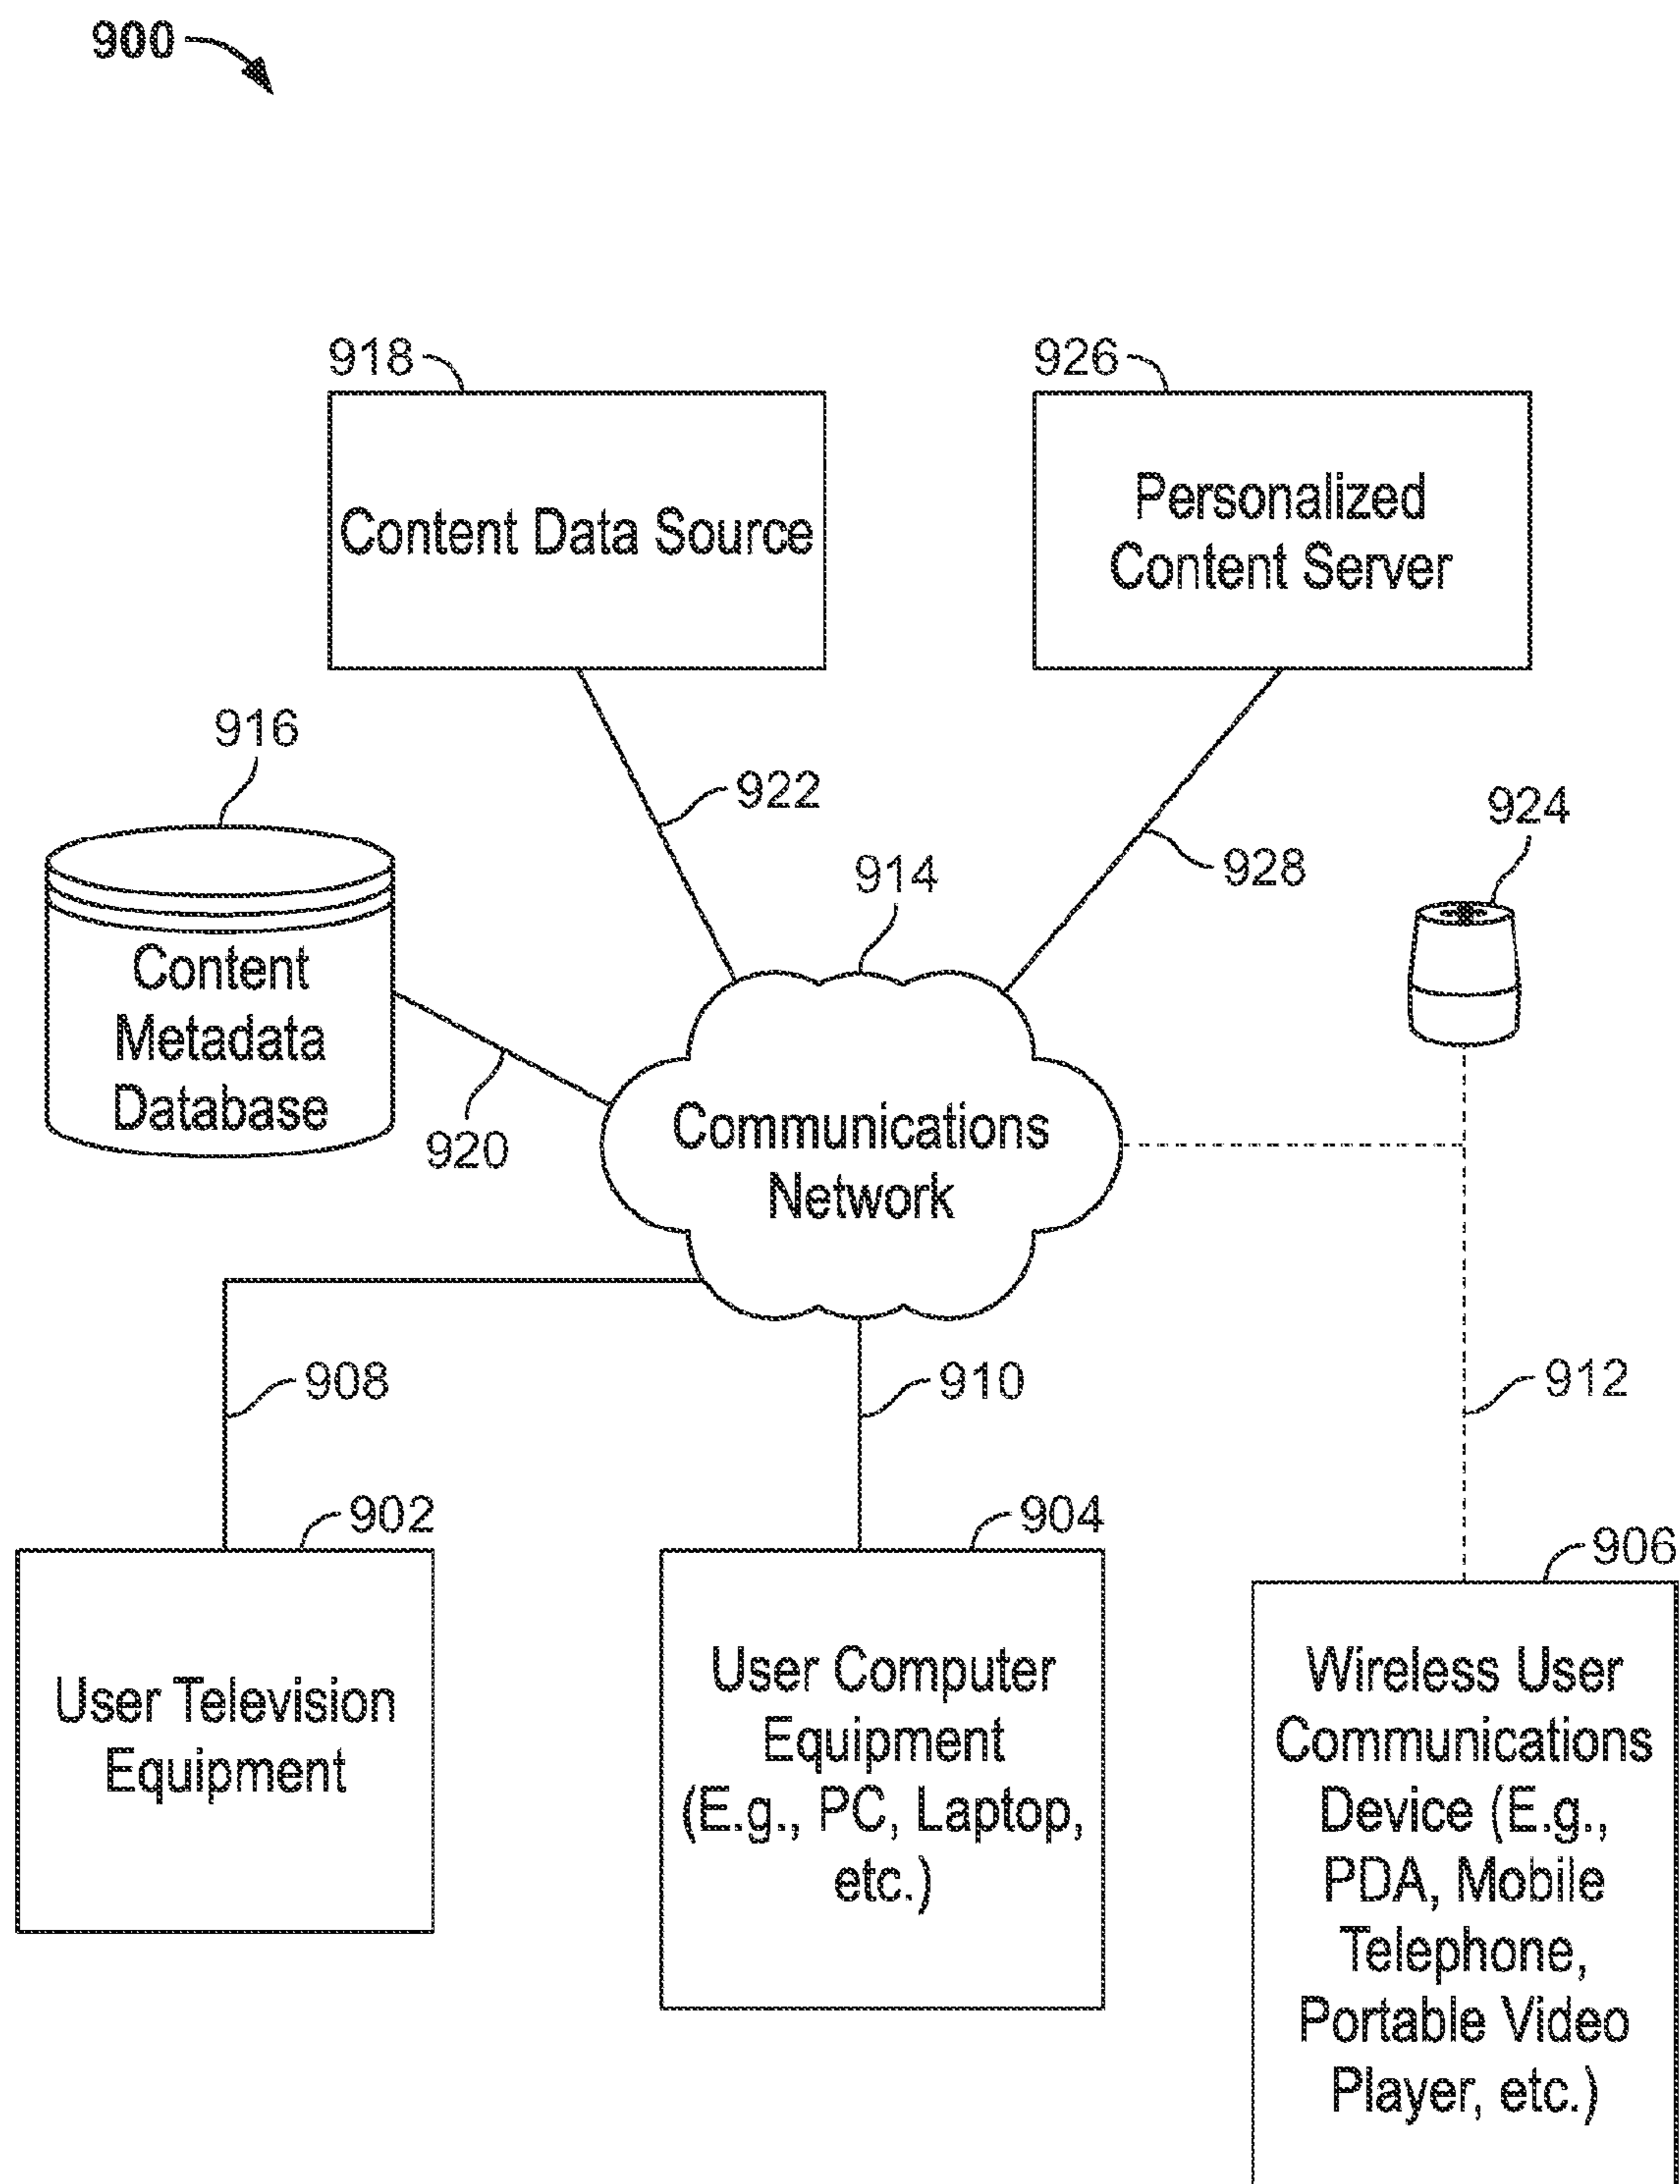 900
918
926
Content Data Source
Personalized
Content Server
916
922
924
928
914
Content
Metadata
Database
920
Communications
Network
908
910
912
902
904
906
User Television
Equipment
User Computer
Equipment
(E.g., PC, Laptop,
etc.)
Wireless User
Communications
Device (E.g.,
PDA, Mobile
Telephone,
Portable Video
Player, etc.)